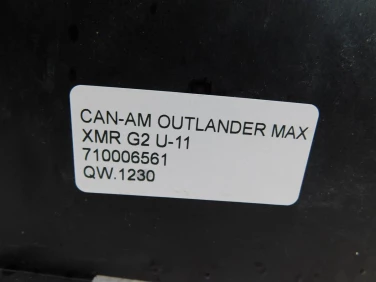 CAN-AM OUTLANDER MAX
XMR G2 U-11
710006561
QW.1230